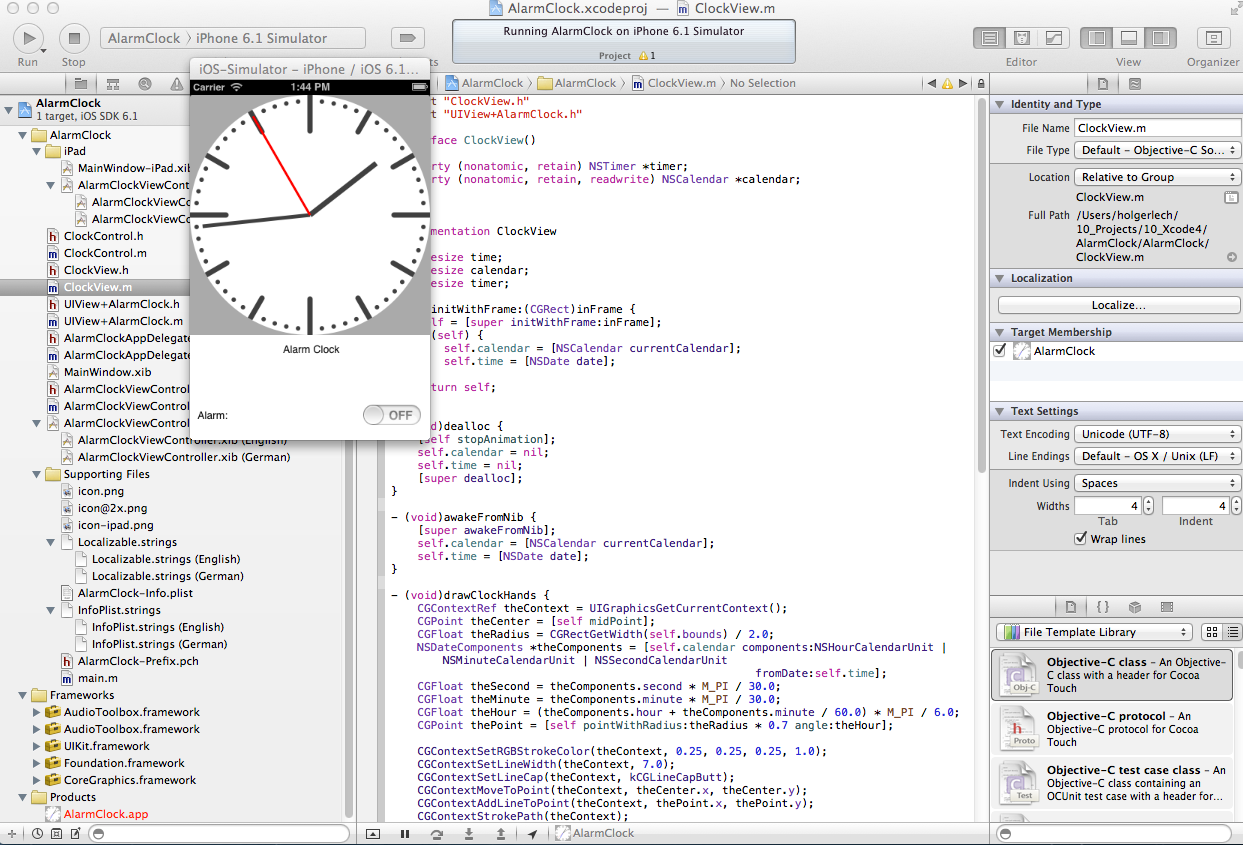 AlarmClock.xcodeproj — ClockView.m
Run
Stop
AlarmClock 〉 iPhone 6.1 Simulator
Running AlarmClock on iPhone 6.1 Simulator
Project 1
Editor
View
Organizer
AlarmClock
1 target, iOS SDK 6.1
AlarmClock
iPad
MainWindow-iPad.xib
AlarmClockViewCont
AlarmClockViewCo
AlarmClockViewCo
ClockControl.h
ClockControl.m
ClockView.h
ClockView.m
UIView+AlarmClock.h
UIView+AlarmClock.m
AlarmClockAppDelegate
AlarmClockAppDelegate
MainWindow.xib
AlarmClockViewControl
AlarmClockViewControl
AlarmClockViewControl
AlarmClockViewController.xib (English)
AlarmClockViewController.xib (German)
Supporting Files
icon.png
icon@2x.png
icon-ipad.png
Localizable.strings
Localizable.strings (English)
Localizable.strings (German)
AlarmClock-Info.plist
InfoPlist.strings
InfoPlist.strings (English)
InfoPlist.strings (German)
AlarmClock-Prefix.pch
main.m
Frameworks
AudioToolbox.framework
AudioToolbox.framework
UIKit.framework
Foundation.framework
CoreGraphics.framework
Products
AlarmClock.app
iOS-Simulator – iPhone / iOS 6.1...
Carrier 1:44 PM
Alarm Clock
Alarm: OFF
AlarmClock 〉 AlarmClock 〉 ClockView.m 〉 No Selection
t "ClockView.h"
t "UIView+AlarmClock.h"
rface ClockView()
rty (nonatomic, retain) NSTimer *timer;
rty (nonatomic, retain, readwrite) NSCalendar *calendar;
mentation ClockView
esize time;
esize calendar;
esize timer;
initWithFrame:(CGRect)inFrame {
lf = [super initWithFrame:inFrame];
(self) {
self.calendar = [NSCalendar currentCalendar];
self.time = [NSDate date];
turn self;
d)dealloc {
[self stopAnimation];
self.calendar = nil;
self.time = nil;
[super dealloc];
}
- (void)awakeFromNib {
[super awakeFromNib];
self.calendar = [NSCalendar currentCalendar];
self.time = [NSDate date];
}
- (void)drawClockHands {
CGContextRef theContext = UIGraphicsGetCurrentContext();
CGPoint theCenter = [self midPoint];
CGFloat theRadius = CGRectGetWidth(self.bounds) / 2.0;
NSDateComponents *theComponents = [self.calendar components:NSHourCalendarUnit |
NSMinuteCalendarUnit | NSSecondCalendarUnit
fromDate:self.time];
CGFloat theSecond = theComponents.second * M_PI / 30.0;
CGFloat theMinute = theComponents.minute * M_PI / 30.0;
CGFloat theHour = (theComponents.hour + theComponents.minute / 60.0) * M_PI / 6.0;
CGPoint thePoint = [self pointWithRadius:theRadius * 0.7 angle:theHour];
CGContextSetRGBStrokeColor(theContext, 0.25, 0.25, 0.25, 1.0);
CGContextSetLineWidth(theContext, 7.0);
CGContextSetLineCap(theContext, kCGLineCapButt);
CGContextMoveToPoint(theContext, theCenter.x, theCenter.y);
CGContextAddLineToPoint(theContext, thePoint.x, thePoint.y);
CGContextStrokePath(theContext);
AlarmClock
Identity and Type
File Name ClockView.m
File Type Default - Objective-C So...
Location Relative to Group
ClockView.m
Full Path /Users/holgerlech/
10_Projects/10_Xcode4/
AlarmClock/AlarmClock/
ClockView.m
Localization
Localize...
Target Membership
AlarmClock
Text Settings
Text Encoding Unicode (UTF-8)
Line Endings Default - OS X / Unix (LF)
Indent Using Spaces
Widths 4 4
Tab Indent
Wrap lines
File Template Library
Obj-C
Objective-C class - An Objective-
C class with a header for Cocoa
Touch
Proto
Objective-C protocol - An
Objective-C protocol for Cocoa
Touch
Test
Objective-C test case class - An
Objective-C class containing an
OCUnit test case with a header for...